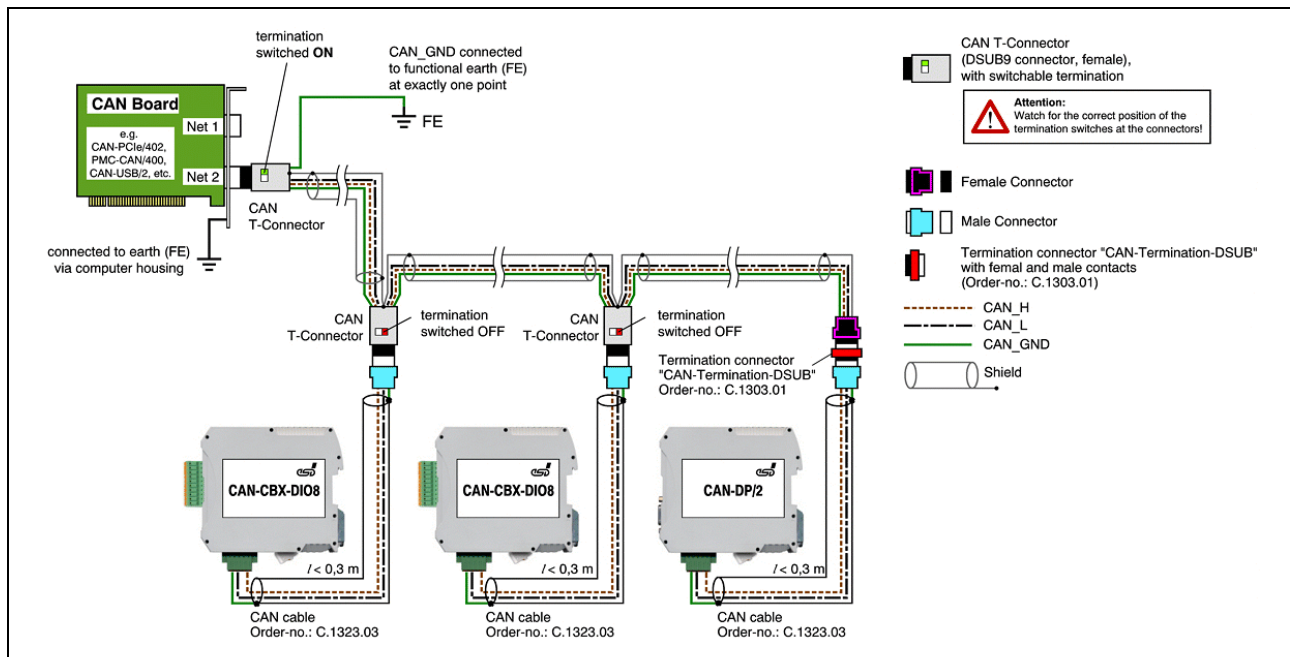 termination
switched ON
CAN_GND connected
to functional earth (FE)
at exactly one point
FE
CAN Board
e.g.
CAN-PCIe/402,
PMC-CAN/400,
CAN-USB/2, etc.
Net 1
Net 2
CAN
T-Connector
connected to earth (FE)
via computer housing
CAN
T-Connector
termination
switched OFF
CAN
T-Connector
termination
switched OFF
Termination connector
"CAN-Termination-DSUB"
Order-no.: C.1303.01
esd
CAN-CBX-DIO8
esd
CAN-CBX-DIO8
esd
CAN-DP/2
l < 0,3 m
l < 0,3 m
l < 0,3 m
CAN cable
Order-no.: C.1323.03
CAN cable
Order-no.: C.1323.03
CAN cable
Order-no.: C.1323.03
CAN T-Connector
(DSUB9 connector, female),
with switchable termination
Attention:
Watch for the correct position of the
termination switches at the connectors!
Female Connector
Male Connector
Termination connector "CAN-Termination-DSUB"
with femal and male contacts
(Order-no.: C.1303.01)
CAN_H
CAN_L
CAN_GND
Shield